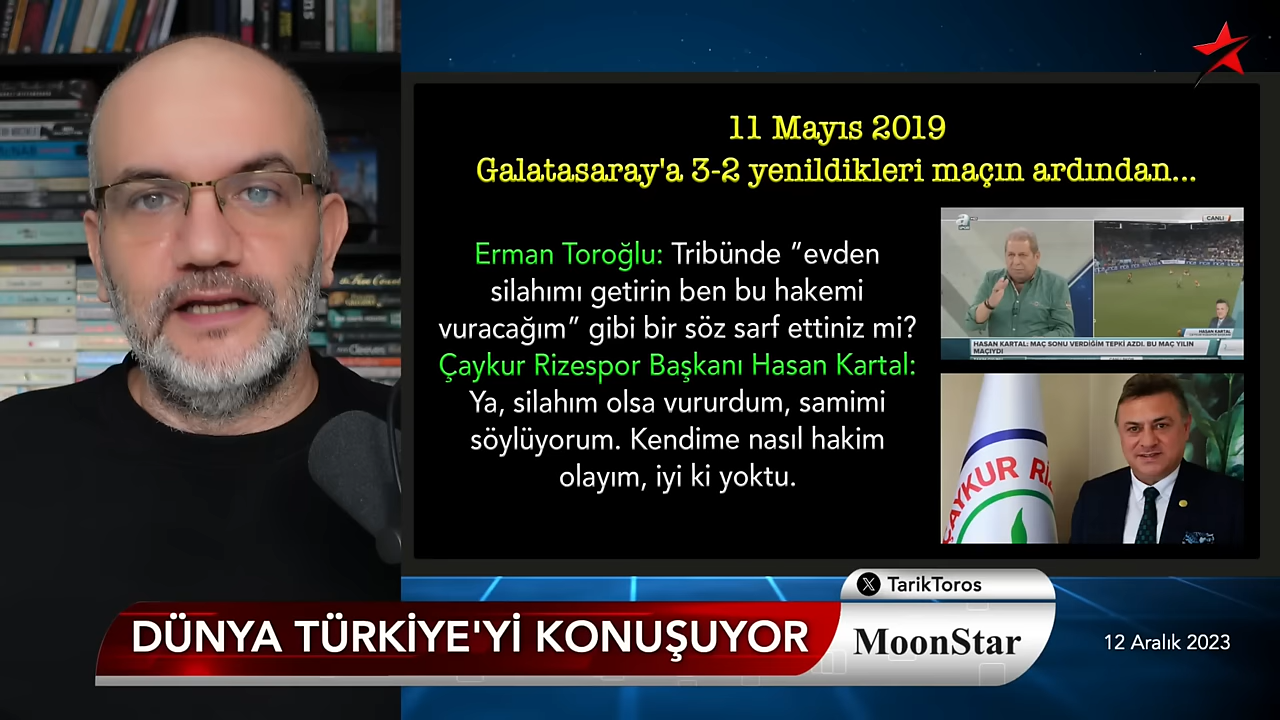 11 Mayıs 2019
Galatasaray'a 3-2 yenildikleri maçın ardından...
Erman Toroğlu: Tribünde “evden
silahımı getirin ben bu hakemi
vuracağım” gibi bir söz sarf ettiniz mi?
Çaykur Rizespor Başkanı Hasan Kartal:
Ya, silahım olsa vururdum, samimi
söylüyorum. Kendime nasıl hakim
olayım, iyi ki yoktu.
CANLI
HASAN KARTAL
HASAN KARTAL: MAÇ SONU VERDİĞİM TEPKİ AZDI. BU MAÇ YILIN
MAÇIYDI
ÇAYKUR Rİ
TarikToros
DÜNYA TÜRKİYE'Yİ KONUŞUYOR
MoonStar
12 Aralık 2023